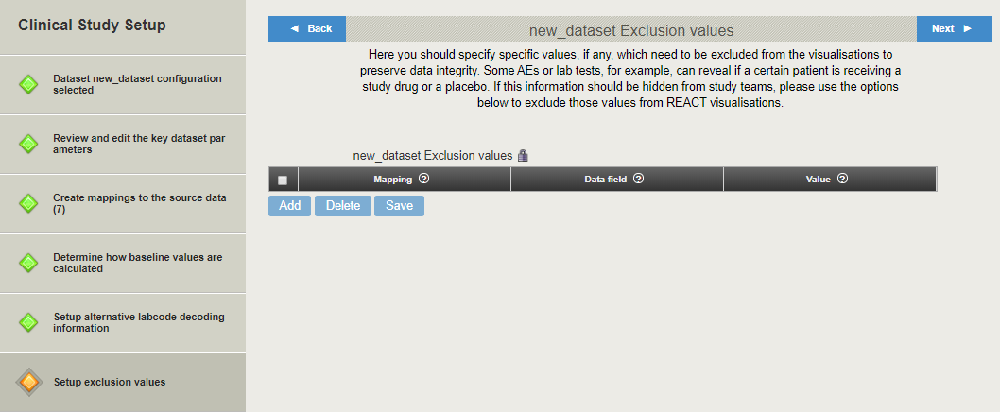 Clinical Study Setup
Dataset new_dataset configuration
selected
Review and edit the key dataset par
ameters
Create mappings to the source data
(7)
Determine how baseline values are
calculated
Setup alternative labcode decoding
information
Setup exclusion values
Back
new_dataset Exclusion values
Next
Here you should specify specific values, if any, which need to be excluded from the visualisations to
preserve data integrity. Some AEs or lab tests, for example, can reveal if a certain patient is receiving a
study drug or a placebo. If this information should be hidden from study teams, please use the options
below to exclude those values from REACT visualisations.
new_dataset Exclusion values
Mapping ? Data field ? Value ?
Add Delete Save